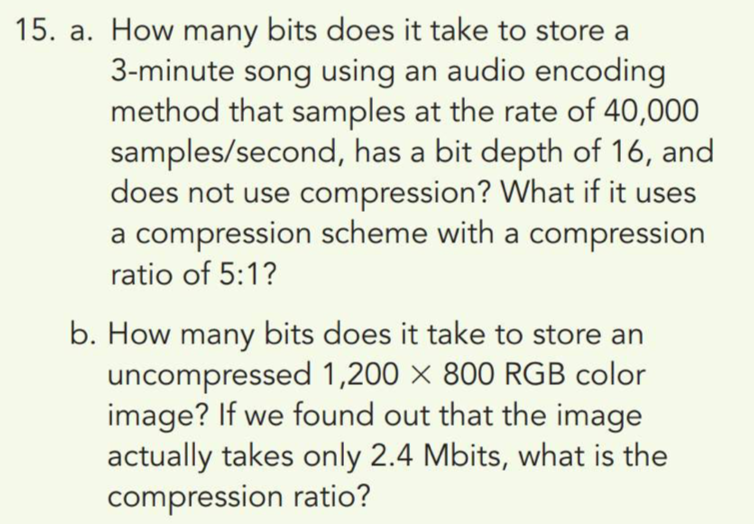 15. a. How many bits does it take to store a
3-minute song using an audio encoding
method that samples at the rate of 40,000
samples/second, has a bit depth of 16, and
does not use compression? What if it uses
a compression scheme with a compression
ratio of 5:1?
b. How many bits does it take to store an
uncompressed 1,200 × 800 RGB color
image? If we found out that the image
actually takes only 2.4 Mbits, what is the
compression ratio?